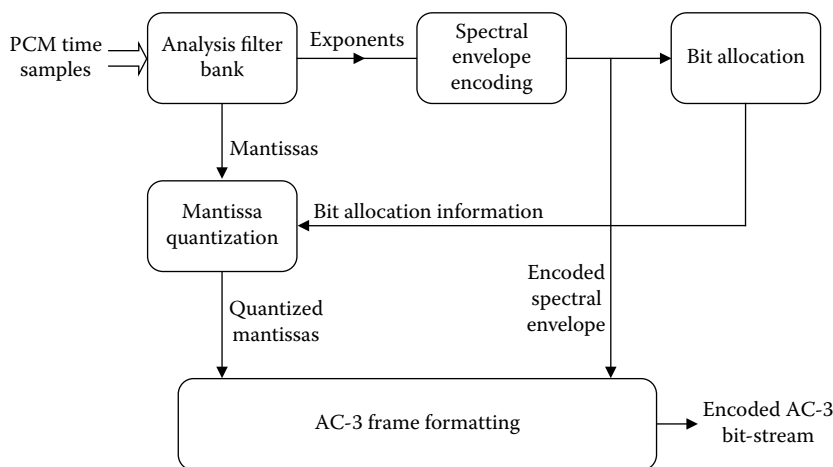 PCM time
samples
Analysis filter
bank
Exponents
Spectral
envelope
encoding
Bit allocation
Mantissas
Mantissa
quantization
Bit allocation information
Quantized
mantissas
Encoded
spectral
envelope
AC-3 frame formatting
Encoded AC-3
bit-stream